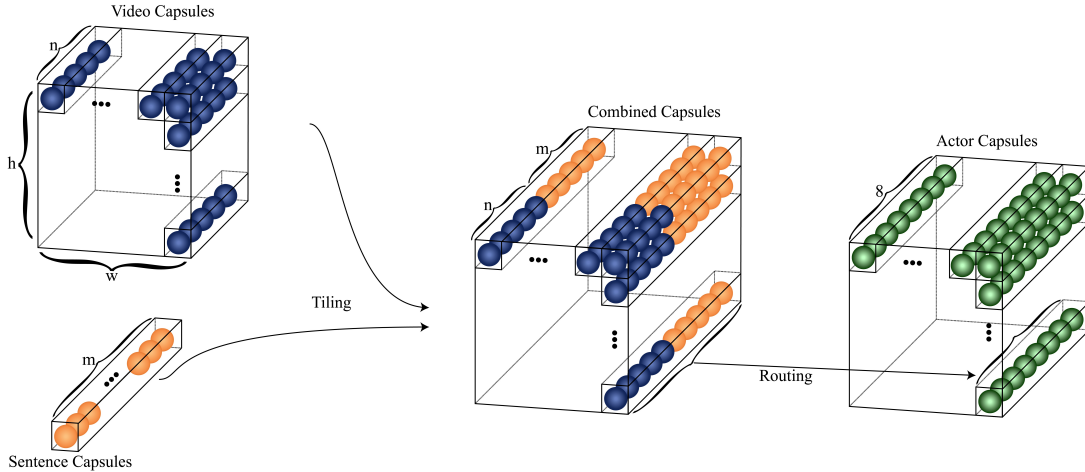 Video Capsules
n
h
w
Tiling
m
Sentence Capsules
Combined Capsules
m
n
Routing
Actor Capsules
8